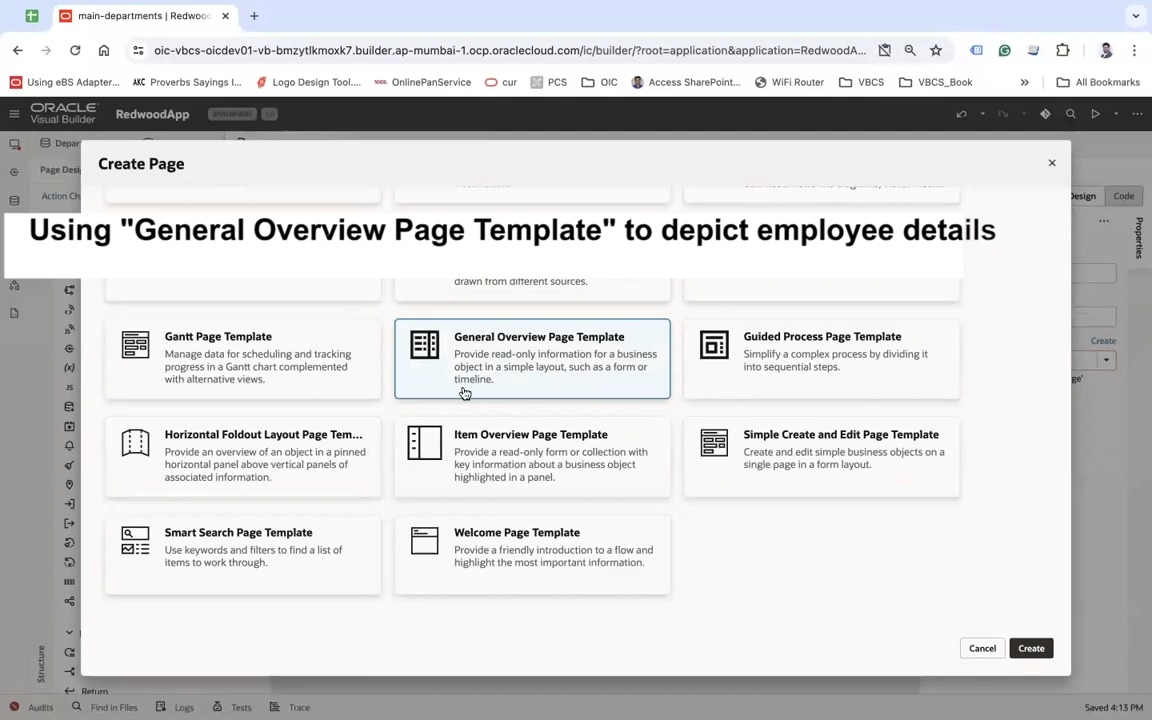 main-departments | Redwood
oic-vbcs-oicdev01-vb-bmzytlkmoxk7.builder.ap-mumbai-1.ocp.oraclecloud.com/ic/builder/?root=application&application=RedwoodA...
Using eBS Adapter...
Proverbs Sayings I...
Logo Design Tool....
OnlinePanService
cur
PCS
OIC
Access SharePoint...
WiFi Router
VBCS
VBCS_Book
All Bookmarks
ORACLE
Visual Builder
RedwoodApp
Depar
Page Desi
Action Ch
Design
Code
Properties
Create Page
Using "General Overview Page Template" to depict employee details
drawn from different sources.
Create
Gantt Page Template
Manage data for scheduling and tracking
progress in a Gantt chart complemented
with alternative views.
General Overview Page Template
Provide read-only information for a business
object in a simple layout, such as a form or
timeline.
Guided Process Page Template
Simplify a complex process by dividing it
into sequential steps.
Horizontal Foldout Layout Page Tem...
Provide an overview of an object in a pinned
horizontal panel above vertical panels of
associated information.
Item Overview Page Template
Provide a read-only form or collection with
key information about a business object
highlighted in a panel.
Simple Create and Edit Page Template
Create and edit simple business objects on a
single page in a form layout.
Smart Search Page Template
Use keywords and filters to find a list of
items to work through.
Welcome Page Template
Provide a friendly introduction to a flow and
highlight the most important information.
Cancel
Create
Structure
Return
Audits
Find in Files
Logs
Tests
Trace
Saved 4:13 PM